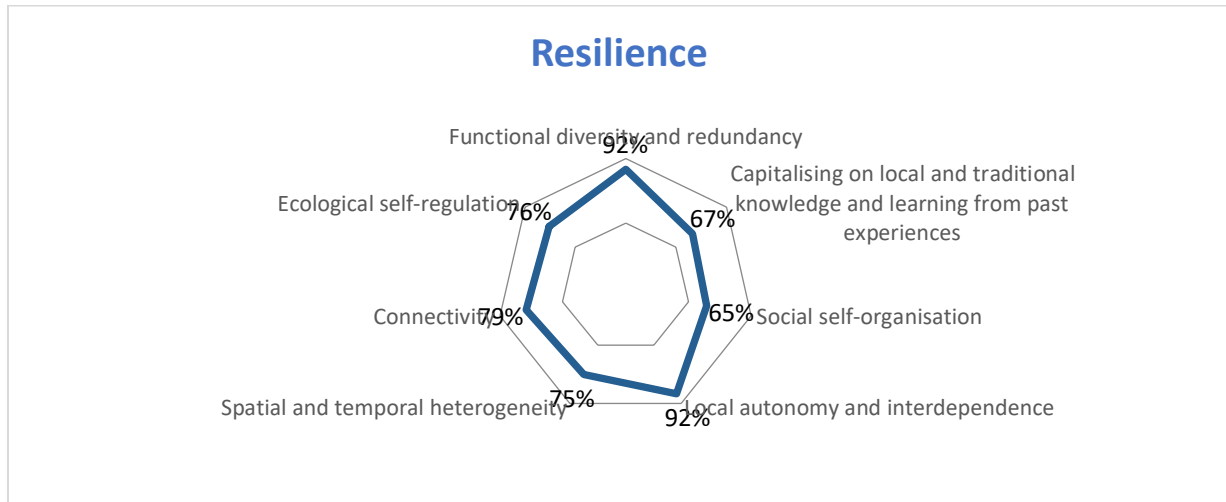 Resilience
Functional diversity and redundancy
92%
Capitalising on local and traditional
knowledge and learning from past
experiences
67%
Social self-organisation
65%
Local autonomy and interdependence
92%
Spatial and temporal heterogeneity
75%
Connectivity
79%
Ecological self-regulation
76%